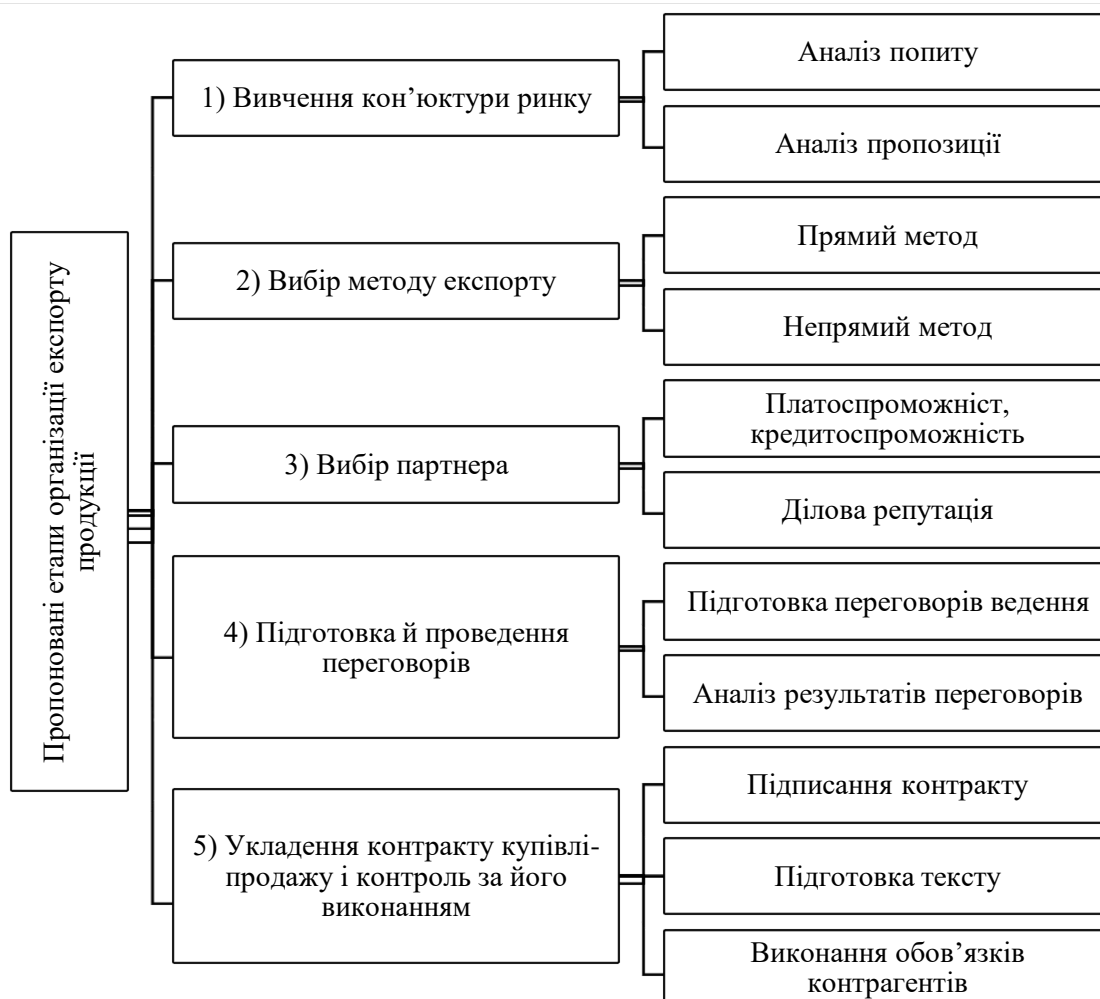 Пропоновані етапи організації експорту
продукції
1) Вивчення кон’юктури ринку
Аналіз попиту
Аналіз пропозиції
2) Вибір методу експорту
Прямий метод
Непрямий метод
3) Вибір партнера
Платоспроможніст,
кредитоспроможність
Ділова репутація
4) Підготовка й проведення
переговорів
Підготовка переговорів ведення
Аналіз результатів переговорів
5) Укладення контракту купівлі-
продажу і контроль за його
виконанням
Підписання контракту
Підготовка тексту
Виконання обов’язків
контрагентів